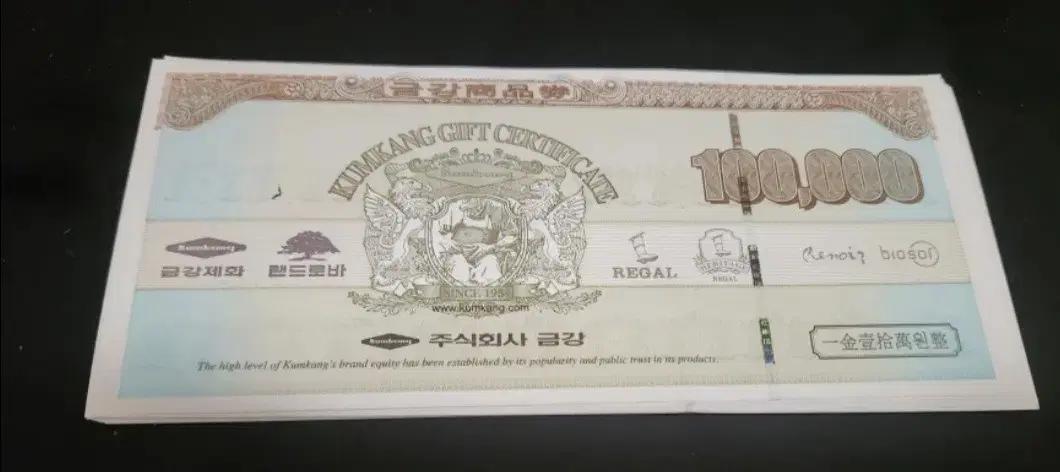 금강商品券
KUMKANG GIFT CERTIFICATE
100,000
Kumkang
Kumkang
금강제화
랜드로바
REGAL
HERITAGE
REGAL
Renoir
biosof
SINCE 1954
www.kumkang.com
Kumkang
주식회사 금강
一金壹拾萬원整
The high level of Kumkang's brand equity has been established by its popularity and public trust in its products.